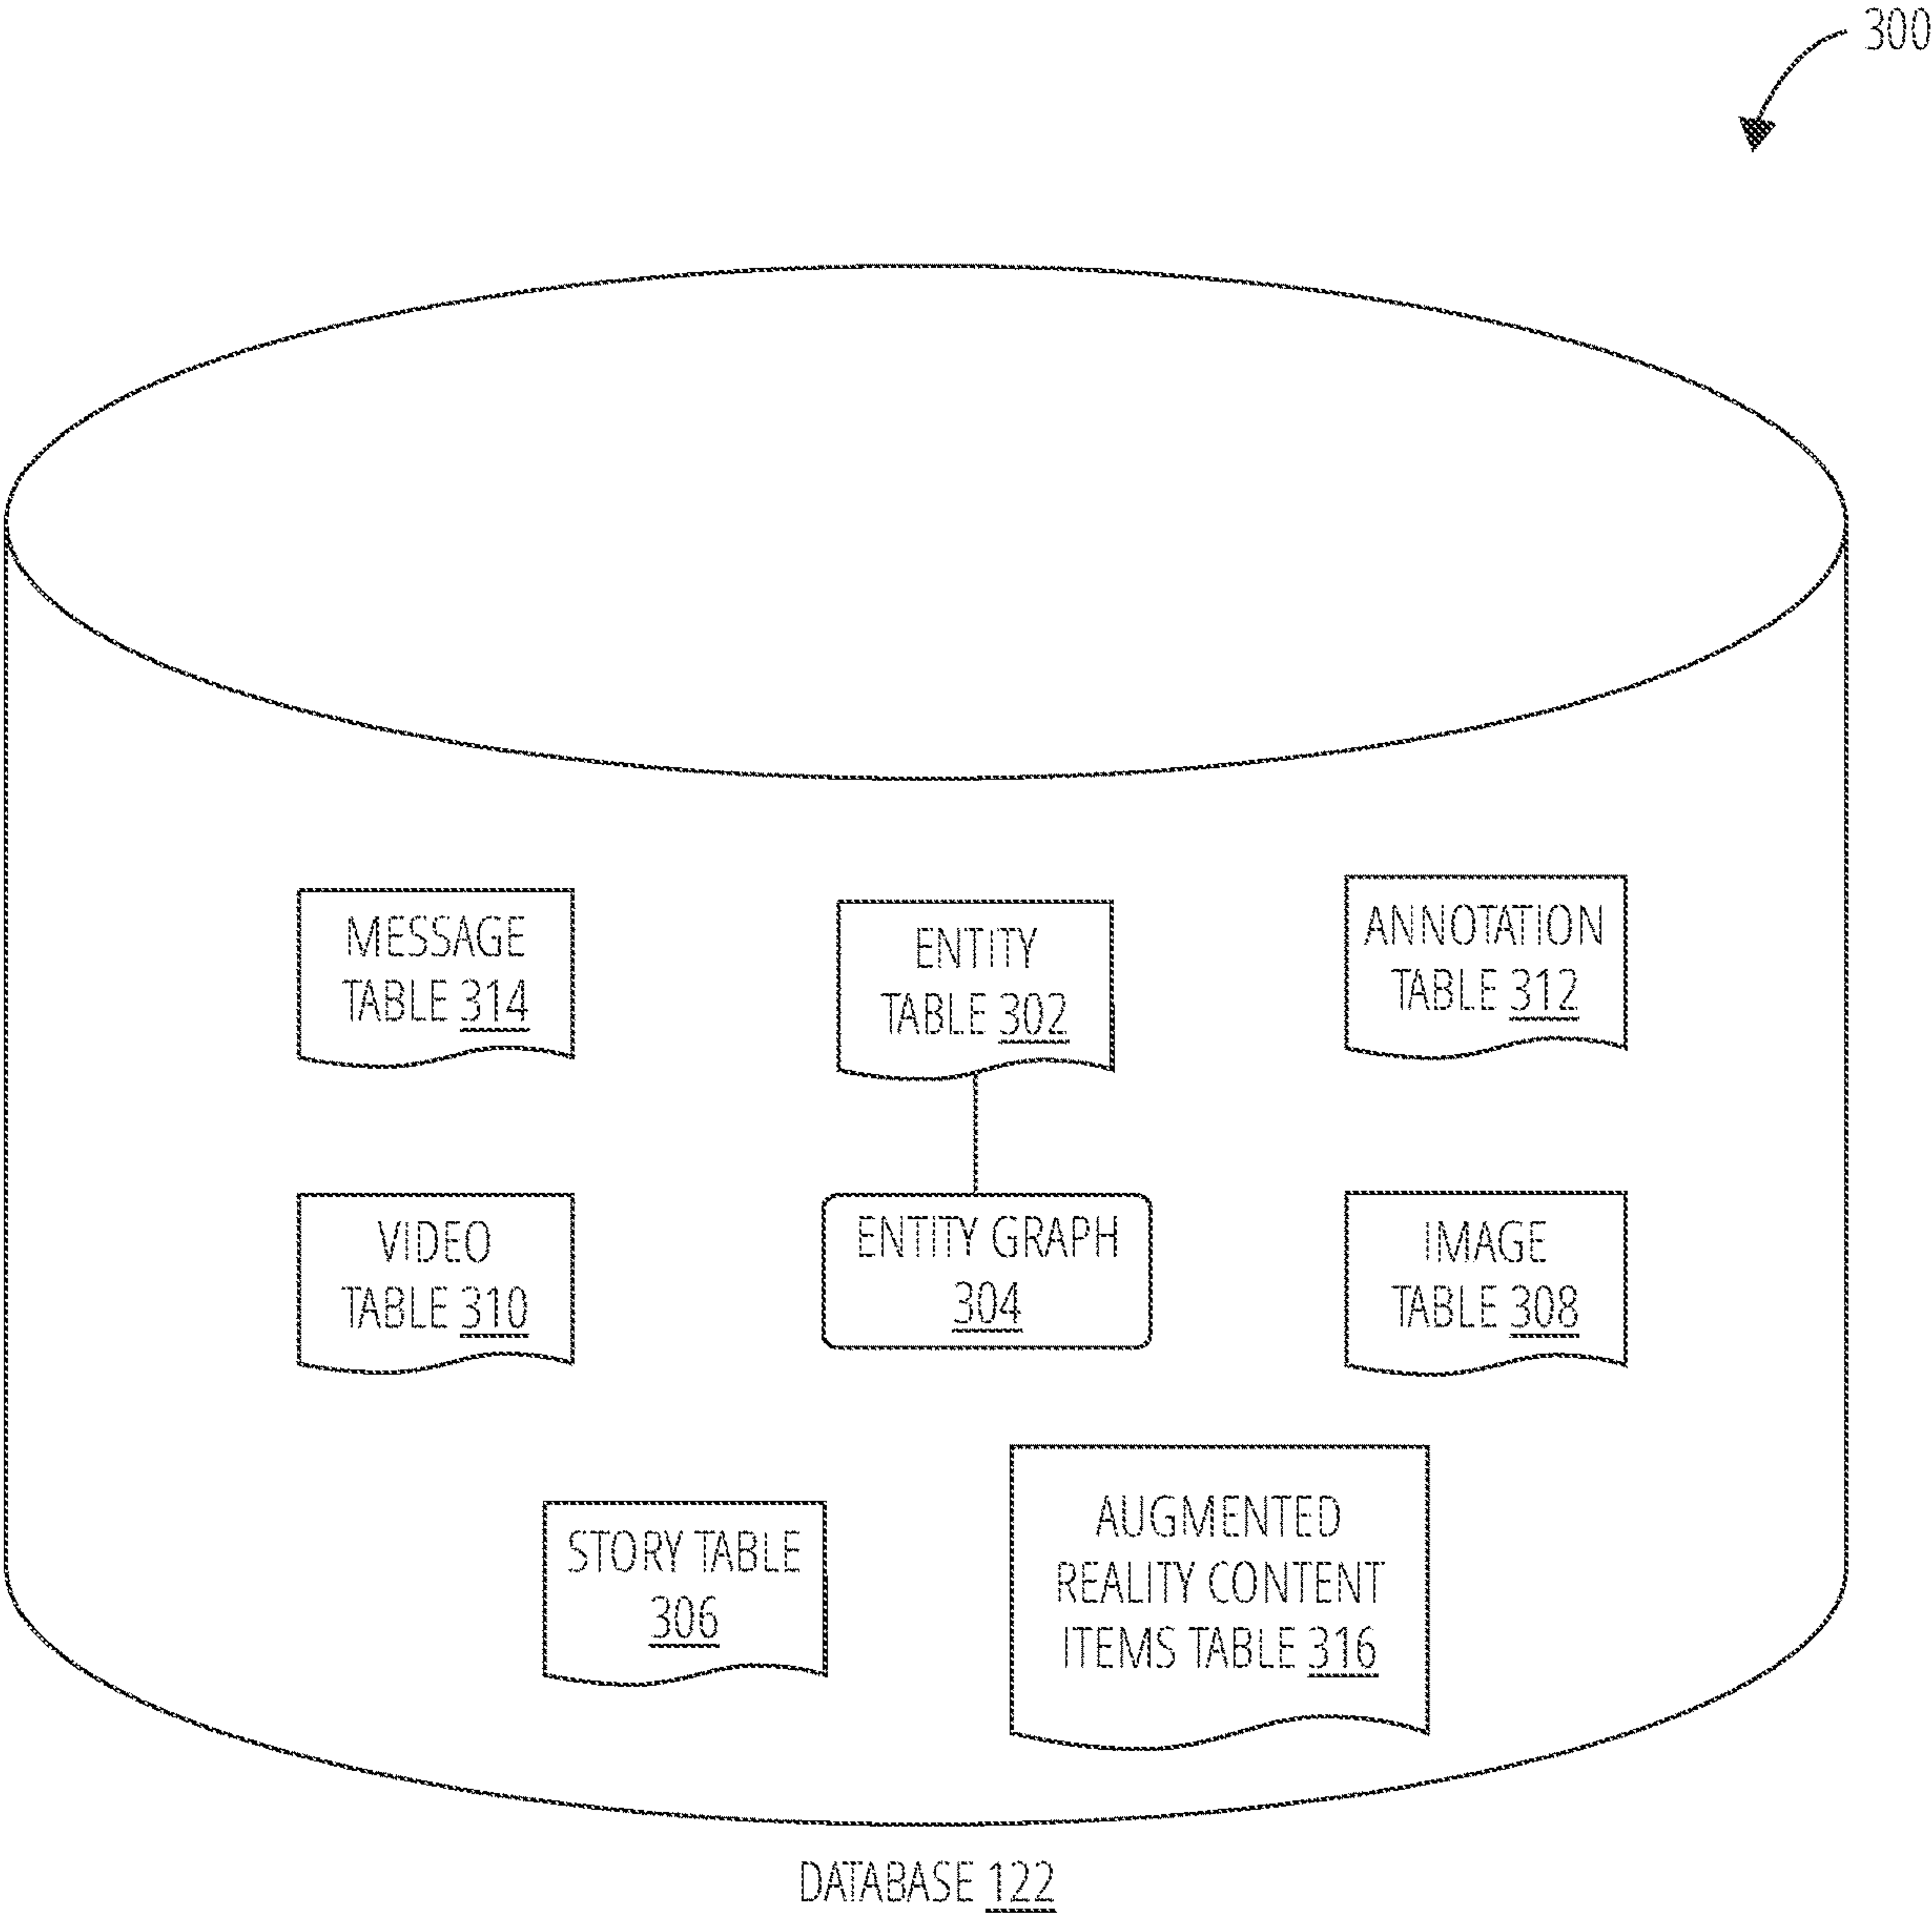 300
MESSAGE
TABLE 314
ENTITY
TABLE 302
ANNOTATION
TABLE 312
VIDEO
TABLE 310
ENTITY GRAPH
304
IMAGE
TABLE 308
STORY TABLE
306
AUGMENTED
REALITY CONTENT
ITEMS TABLE 316
DATABASE 122